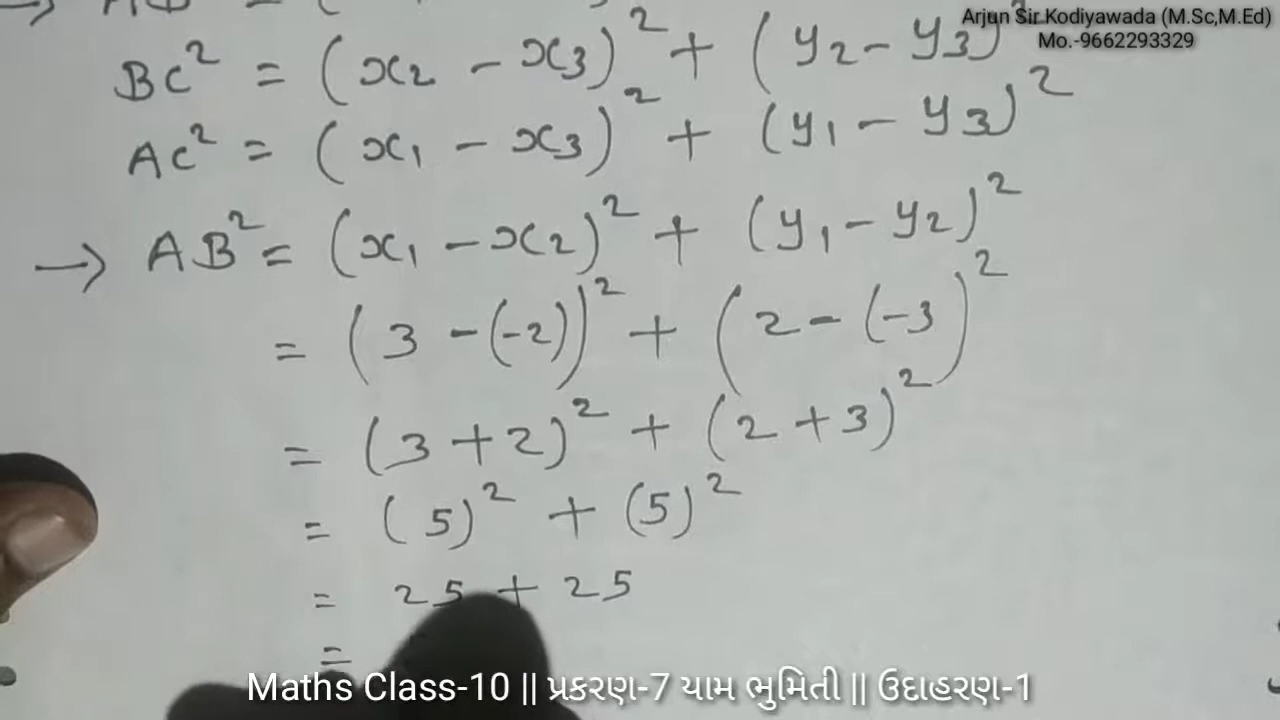 Arjun Sir Kodiyawada (M.Sc,M.Ed)
Mo.-9662293329
BC² = (x₂ - x₃)² + (y₂ - y₃)²
AC² = (x₁ - x₃)² + (y₁ - y₃)²
→ AB² = (x₁ - x₂)² + (y₁ - y₂)²
= (3 - (-2))² + (2 - (-3)²
= (3 + 2)² + (2 + 3)²
= (5)² + (5)²
= 25 + 25
=
Maths Class-10 || પ્રકરણ-7 યામ ભુમિતી || ઉદાહરણ-1